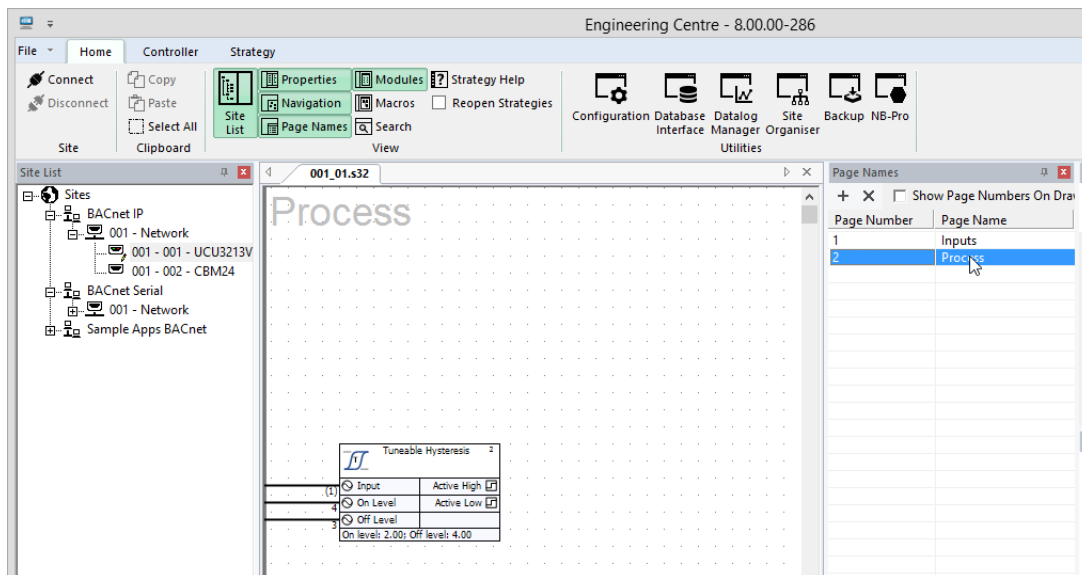 Engineering Centre - 8.00.00-286
File Home Controller Strategy
Connect
Disconnect
Site
Copy
Paste
Select All
Clipboard
Site
List
Properties
Navigation
Page Names
Modules
Macros
Search
Strategy Help
Reopen Strategies
View
Configuration
Database
Interface
Datalog
Manager
Site
Organiser
Backup
NB-Pro
Utilities
Site List
Sites
BACnet IP
001 - Network
001 - 001 - UCU3213V
001 - 002 - CBM24
BACnet Serial
001 - Network
Sample Apps BACnet
001_01.s32
Process
Tuneable Hysteresis 2
(1) Input Active High
4 On Level Active Low
3 Off Level
On level: 2.00; Off level: 4.00
Page Names
Show Page Numbers On Dra
Page Number Page Name
1 Inputs
2 Process